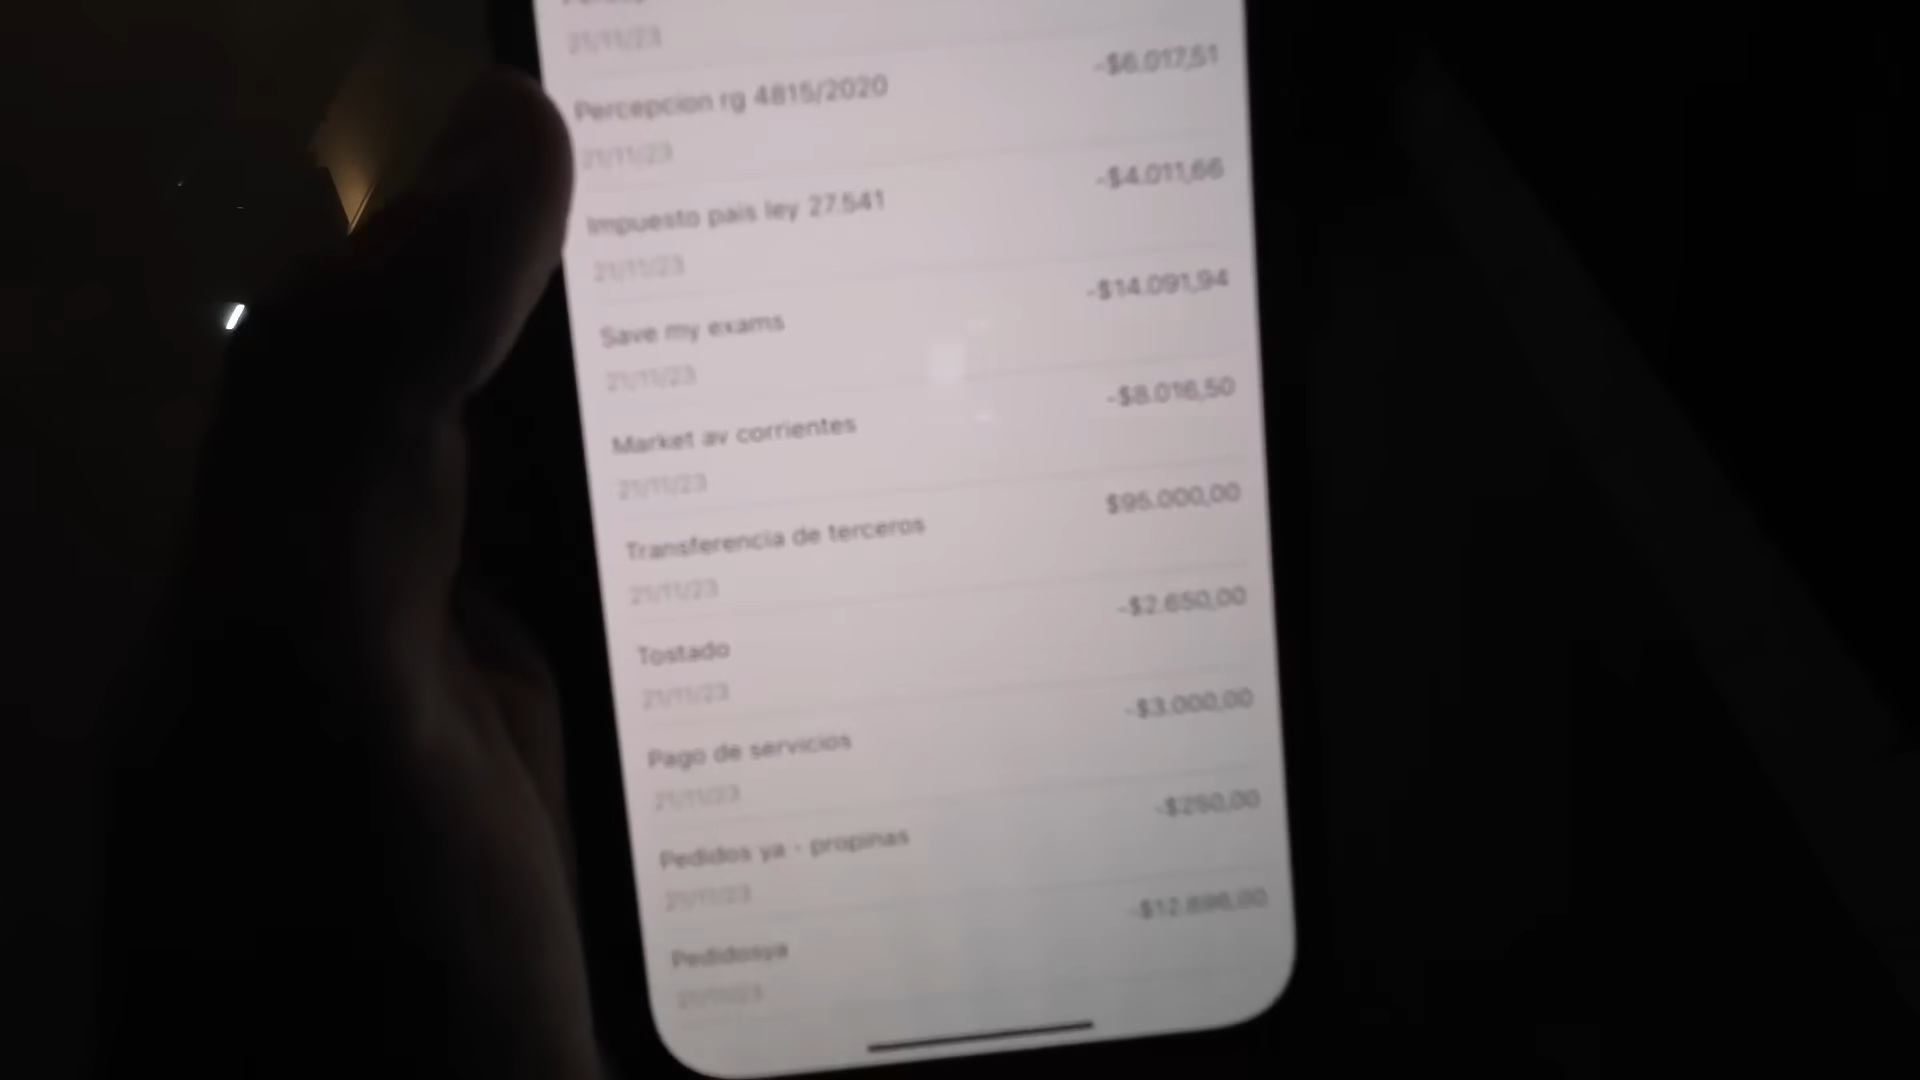 21/11/23
-$6.017,51
Percepcion rg 4815/2020
21/11/23
-$4.011,66
Impuesto pais ley 27.541
21/11/23
-$14.091,94
Save my exams
21/11/23
-$8.016,50
Market av corrientes
21/11/23
$95.000,00
Transferencia de terceros
21/11/23
-$2.650,00
Tostado
21/11/23
-$3.000,00
Pago de servicios
21/11/23
-$250,00
Pedidos ya - propinas
21/11/23
Pedidosya
21/11/23